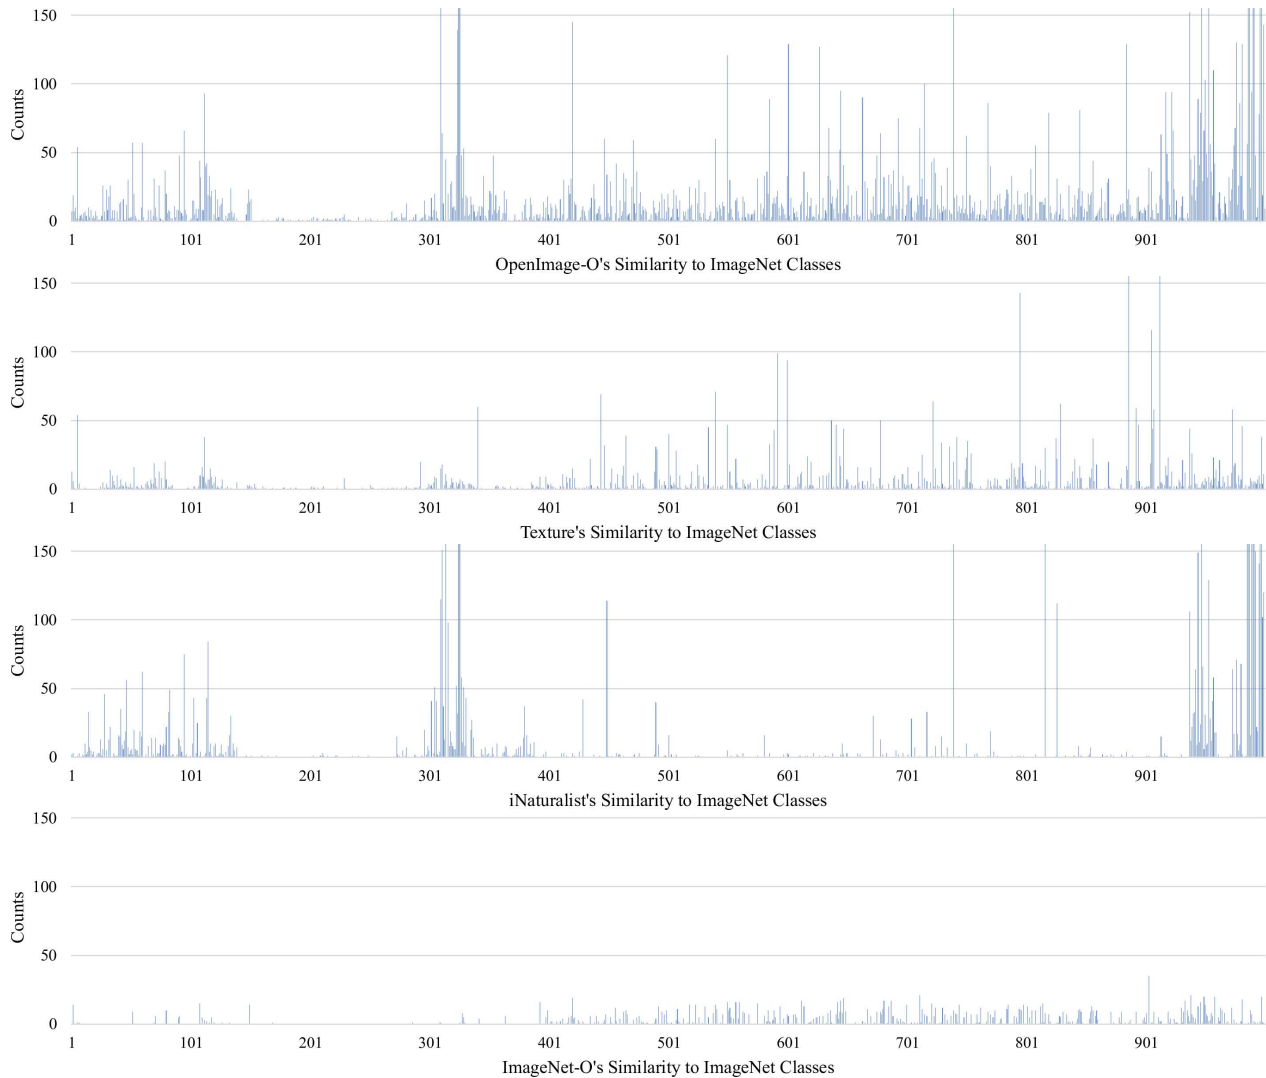 150
100
50
0
Counts
1 101 201 301 401 501 601 701 801 901
OpenImage-O's Similarity to ImageNet Classes
150
100
50
0
Counts
1 101 201 301 401 501 601 701 801 901
Texture's Similarity to ImageNet Classes
150
100
50
0
Counts
1 101 201 301 401 501 601 701 801 901
iNaturalist's Similarity to ImageNet Classes
150
100
50
0
Counts
1 101 201 301 401 501 601 701 801 901
ImageNet-O's Similarity to ImageNet Classes